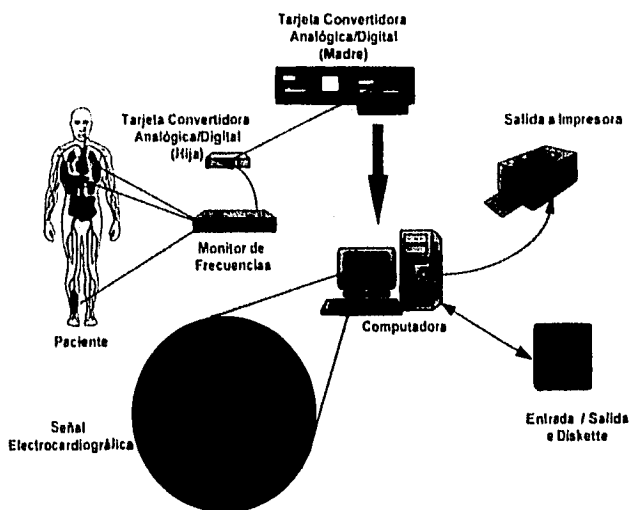 Tarjeta Convertidora
Analógica/Digital
(Madre)
Tarjeta Convertidora
Analógica/Digital
(Hija)
Salida a Impresora
Monitor de
Frecuencias
Paciente
Computadora
Señal
Electrocardiográfica
Entrada / Salida
e Diskette